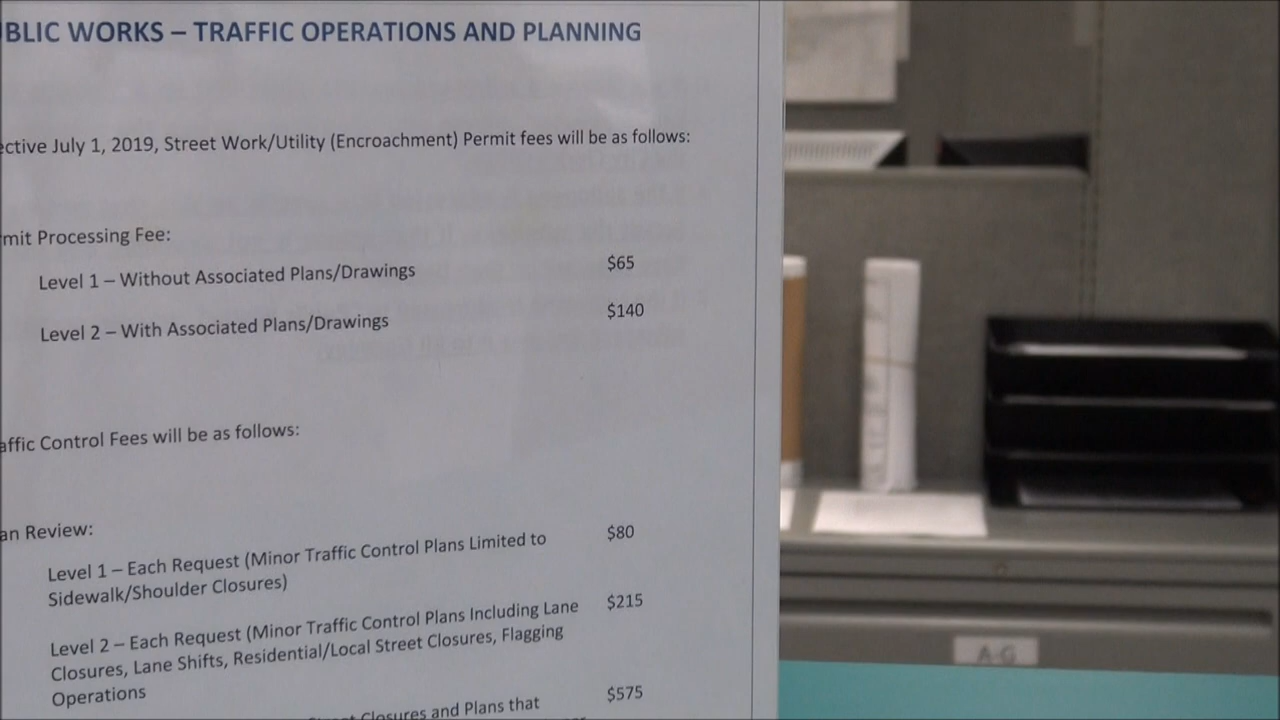 BLIC WORKS – TRAFFIC OPERATIONS AND PLANNING
ective July 1, 2019, Street Work/Utility (Encroachment) Permit fees will be as follows:
mit Processing Fee:
Level 1 – Without Associated Plans/Drawings $65
Level 2 – With Associated Plans/Drawings $140
affic Control Fees will be as follows:
an Review:
Level 1 – Each Request (Minor Traffic Control Plans Limited to $80
Sidewalk/Shoulder Closures)
Level 2 – Each Request (Minor Traffic Control Plans Including Lane $215
Closures, Lane Shifts, Residential/Local Street Closures, Flagging
Operations
Closures and Plans that $575
A-G